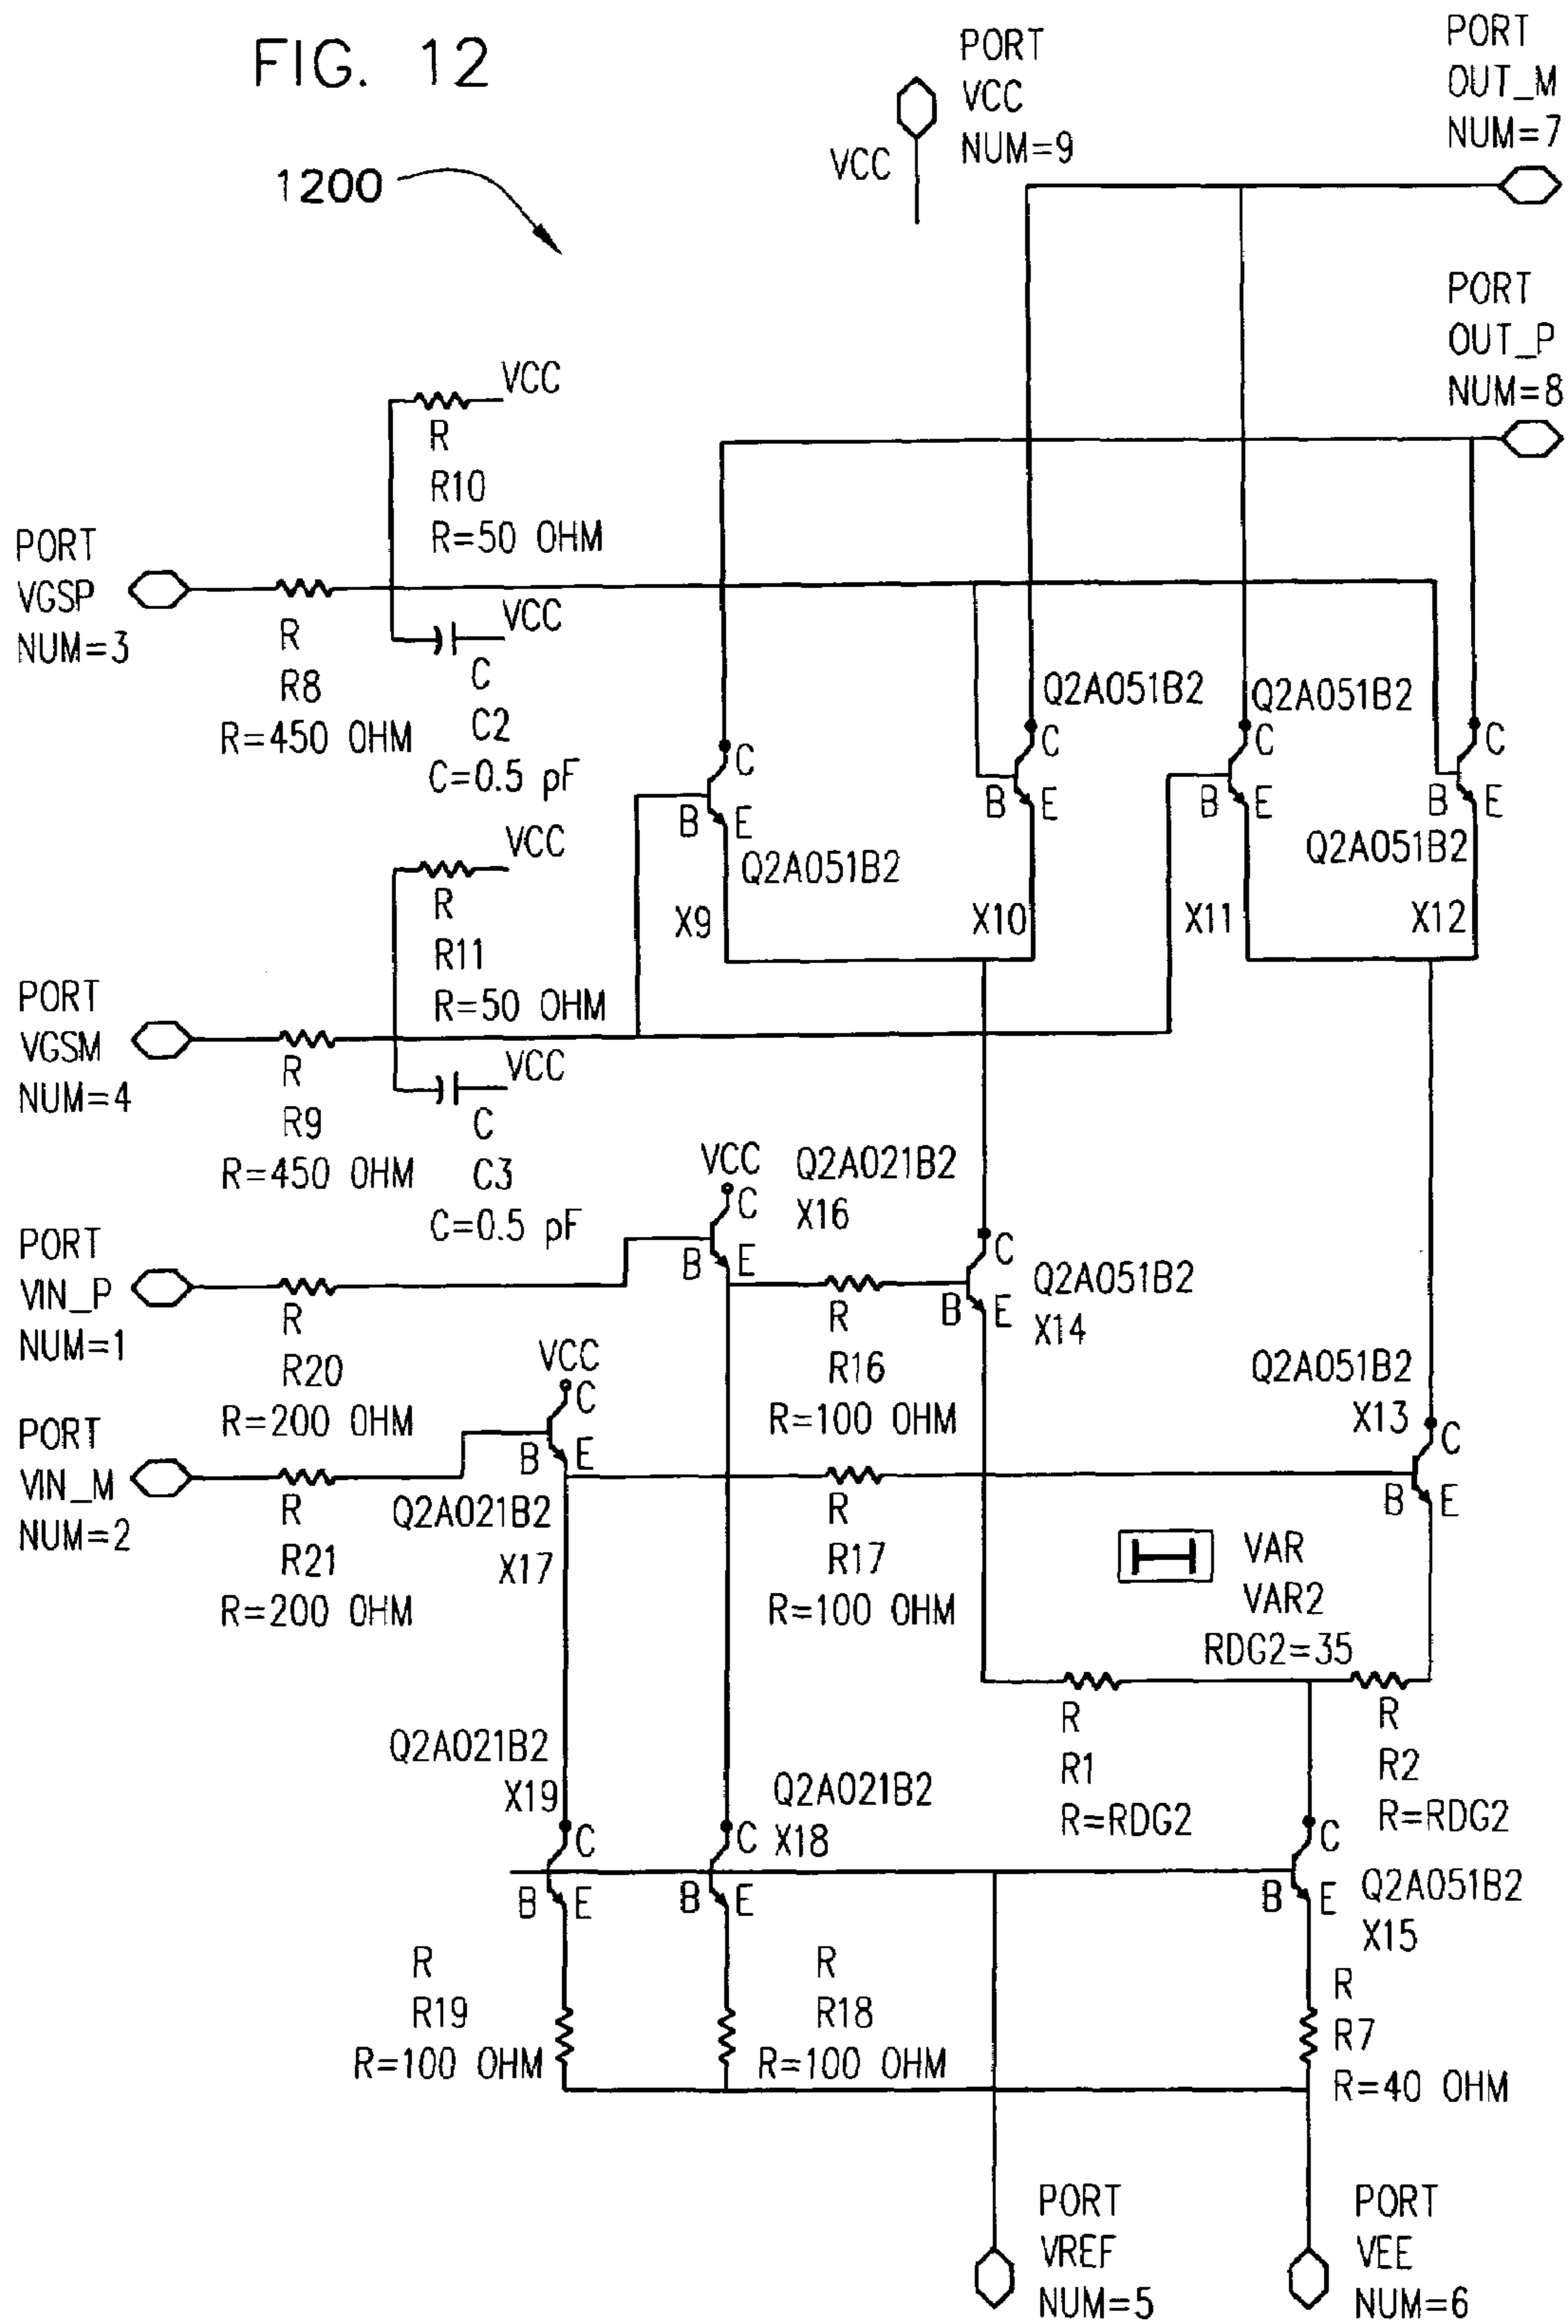 FIG. 12
1200
PORT
VCC
NUM=9
VCC
PORT
OUT_M
NUM=7
PORT
OUT_P
NUM=8
VCC
R
R10
R=50 OHM
PORT
VGSP
NUM=3
R
R8
R=450 OHM
VCC
C
C2
C=0.5 pF
Q2A051B2
Q2A051B2
C
B
E
Q2A051B2
X9
C
B
E
X10
C
B
E
X11
C
B
E
Q2A051B2
X12
VCC
R
R11
R=50 OHM
PORT
VGSM
NUM=4
R
R9
R=450 OHM
VCC
C
C3
C=0.5 pF
VCC
Q2A021B2
X16
C
B
E
PORT
VIN_P
NUM=1
R
R20
R=200 OHM
R
R16
R=100 OHM
C
B
E
Q2A051B2
X14
VCC
C
B
E
Q2A021B2
X17
PORT
VIN_M
NUM=2
R
R21
R=200 OHM
R
R17
R=100 OHM
Q2A051B2
X13
C
B
E
VAR
VAR2
RDG2=35
R
R1
R=RDG2
R
R2
R=RDG2
Q2A021B2
X19
C
B
E
Q2A021B2
X18
C
B
E
C
B
E
Q2A051B2
X15
R
R19
R=100 OHM
R
R18
R=100 OHM
R
R7
R=40 OHM
PORT
VREF
NUM=5
PORT
VEE
NUM=6